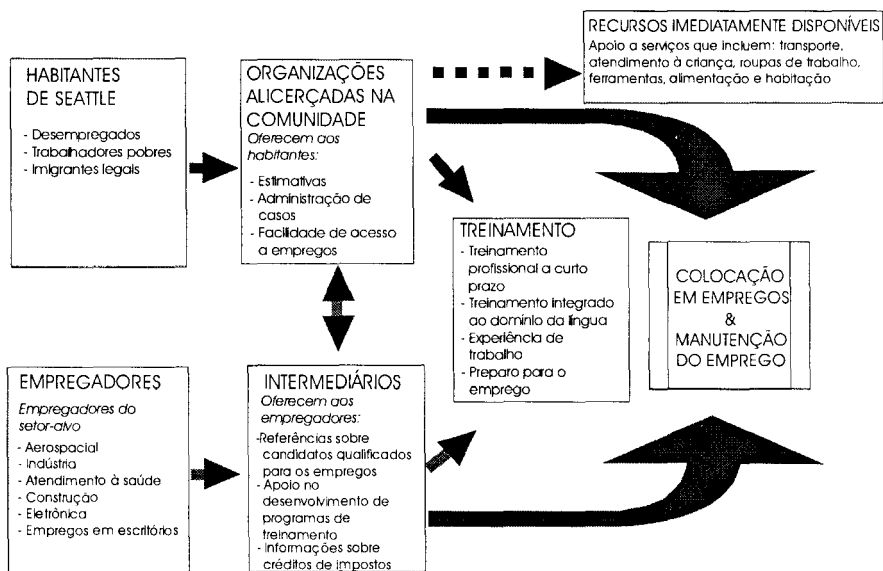 HABITANTES
DE SEATTLE
- Desempregados
- Trabalhadores pobres
- Imigrantes legais
ORGANIZAÇÕES
ALICERÇADAS NA
COMUNIDADE
Oferecem aos
habitantes:
- Estimativas
- Administração de
casos
- Facilidade de acesso
a empregos
RECURSOS IMEDIATAMENTE DISPONÍVEIS
Apoio a serviços que incluem: transporte,
atendimento à criança, roupas de trabalho,
ferramentas, alimentação e habitação
TREINAMENTO
- Treinamento
profissional a curto
prazo
- Treinamento integrado
ao domínio da língua
- Experiência de
trabalho
- Preparo para o
emprego
COLOCAÇÃO
EM EMPREGOS
&
MANUTENÇÃO
DO EMPREGO
EMPREGADORES
Empregadores do
setor-alvo
- Aerospacial
- Indústria
- Atendimento à saúde
- Construção
- Eletrônica
- Empregos em escritórios
INTERMEDIÁRIOS
Oferecem aos
empregadores:
-Referências sobre
candidatos qualificados
para os empregos
- Apoio no
desenvolvimento de
programas de
treinamento
- Informações sobre
créditos de impostos